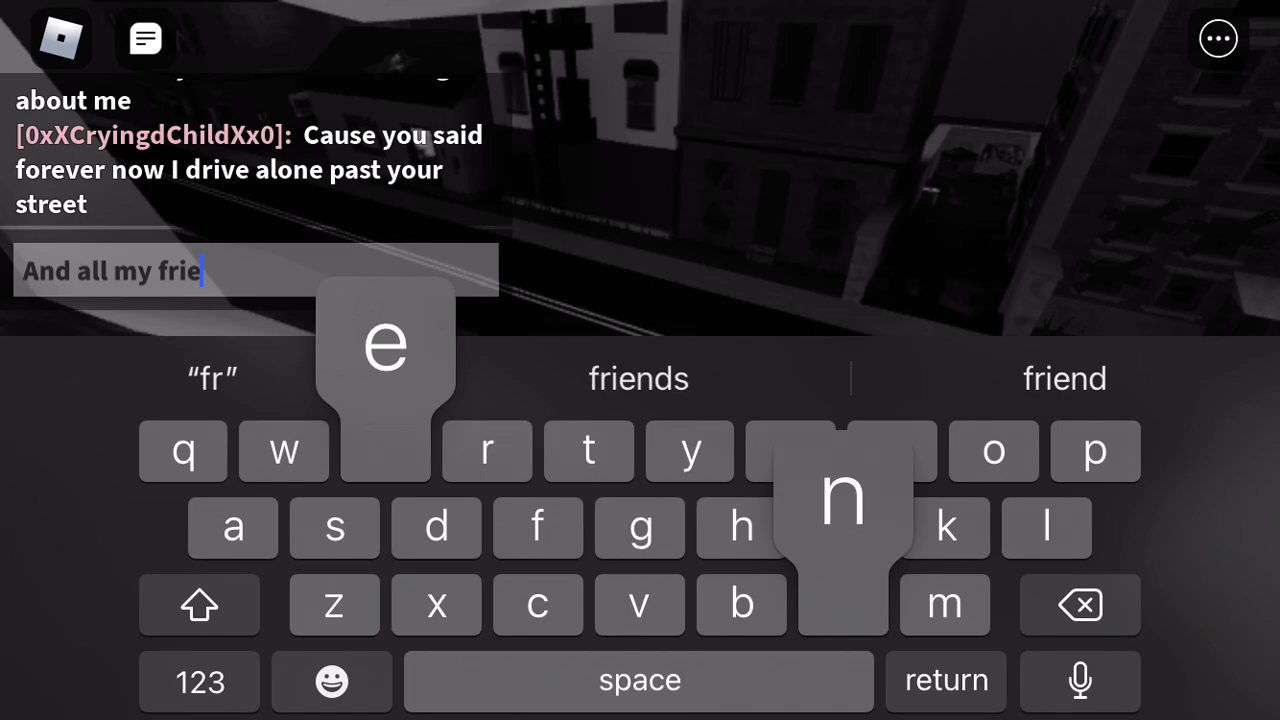 about me
[0xXCryingdChildXx0]: Cause you said
forever now I drive alone past your
street
And all my frie
“fr” friends friend
e
q w r t y o p
n
a s d f g h k l
z x c v b m
123 space return